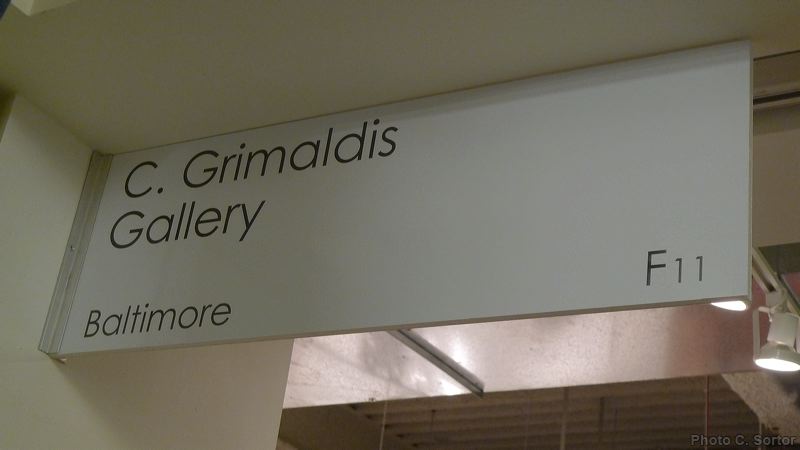 C. Grimaldis
Gallery
Baltimore
F11
Photo C. Sortor